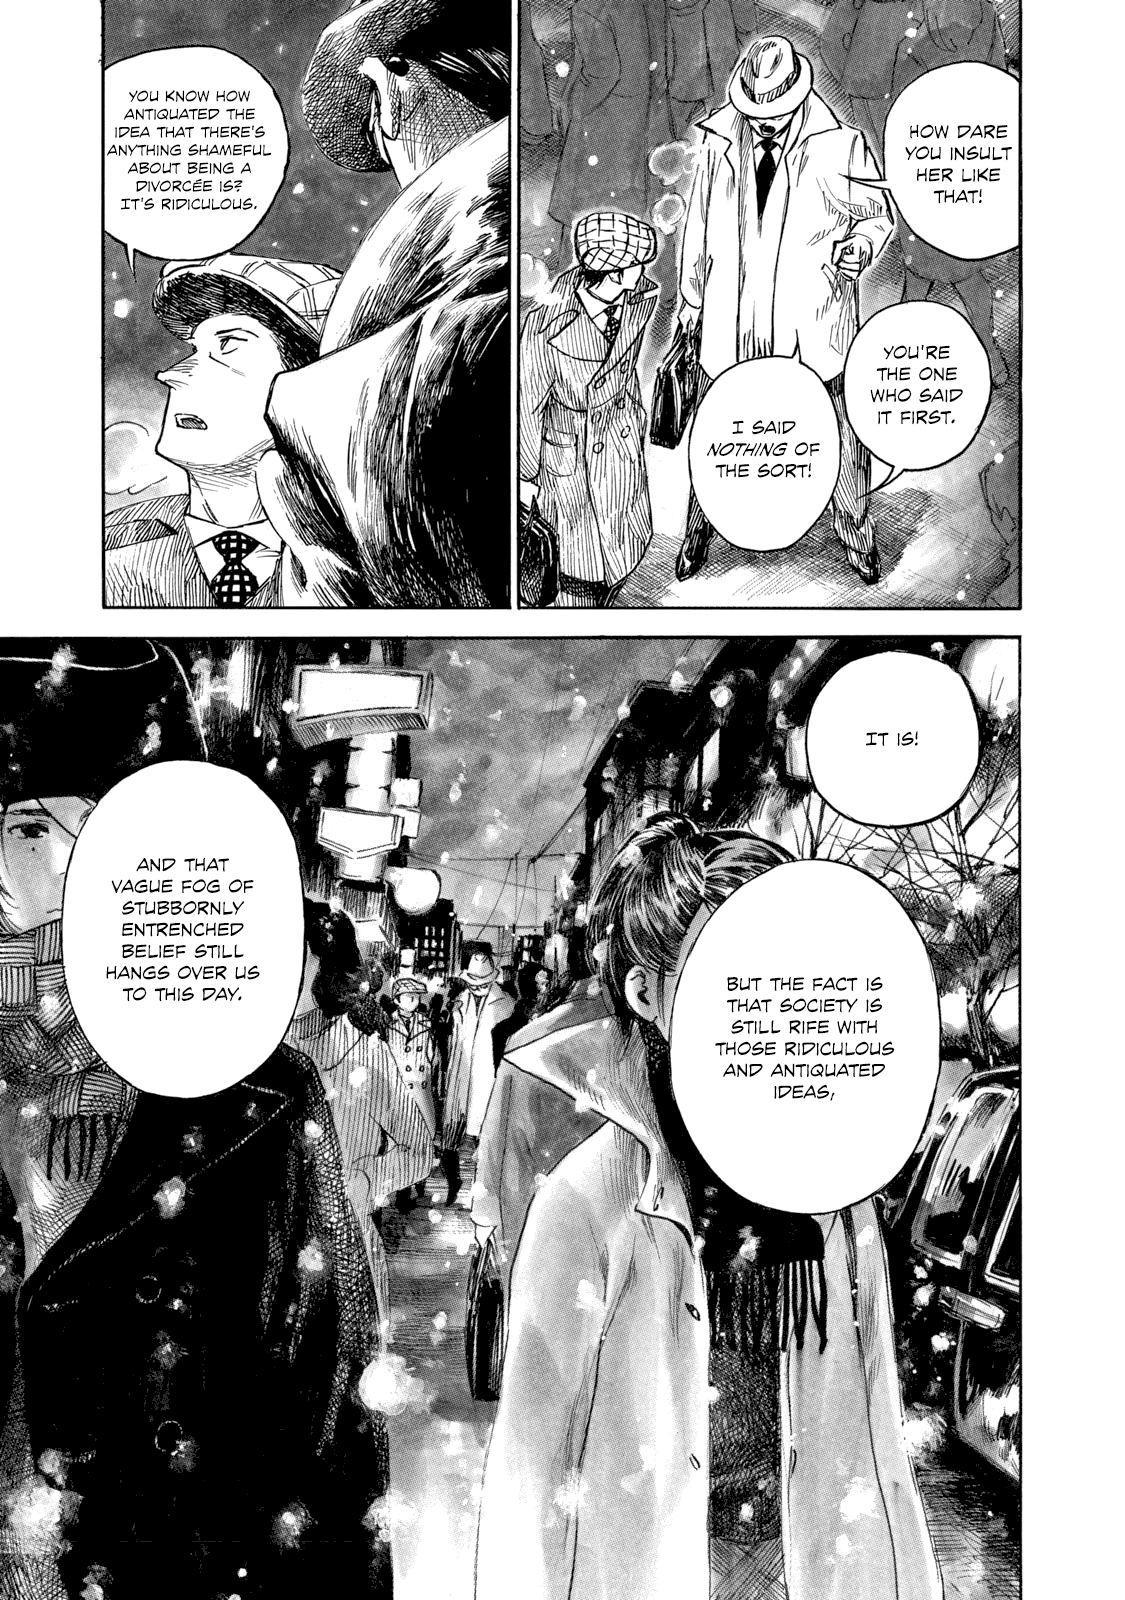 HOW DARE
YOU INSULT
HER LIKE
THAT!
YOU'RE
THE ONE
WHO SAID
IT FIRST.
I SAID
NOTHING OF
THE SORT!
YOU KNOW HOW
ANTIQUATED THE
IDEA THAT THERE'S
ANYTHING SHAMEFUL
ABOUT BEING A
DIVORCÉE IS?
IT'S RIDICULOUS.
IT IS!
BUT THE FACT IS
THAT SOCIETY IS
STILL RIFE WITH
THOSE RIDICULOUS
AND ANTIQUATED
IDEAS,
AND THAT
VAGUE FOG OF
STUBBORNLY
ENTRENCHED
BELIEF STILL
HANGS OVER US
TO THIS DAY.